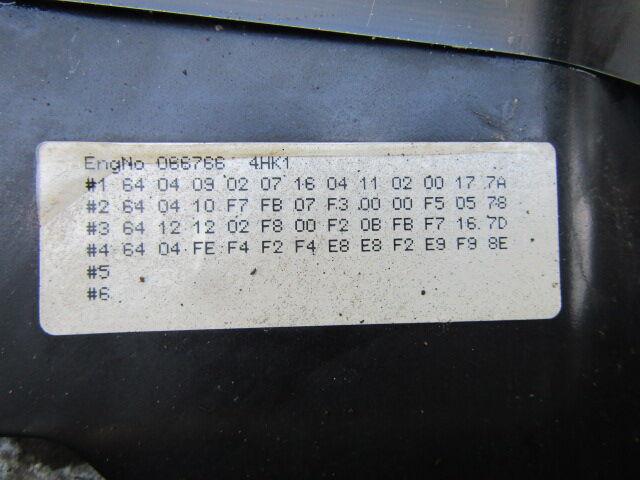 EngNo 066766 4HK1
#1 64 04 09 02 07 16 04 11 02 00 17 7A
#2 64 04 10 F7 FB 07 F3 00 00 F5 05 78
#3 64 12 12 02 F8 00 F2 0B FB F7 16 7D
#4 64 04 FE F4 F2 F4 E8 E8 F2 E9 F9 8E
#5
#6